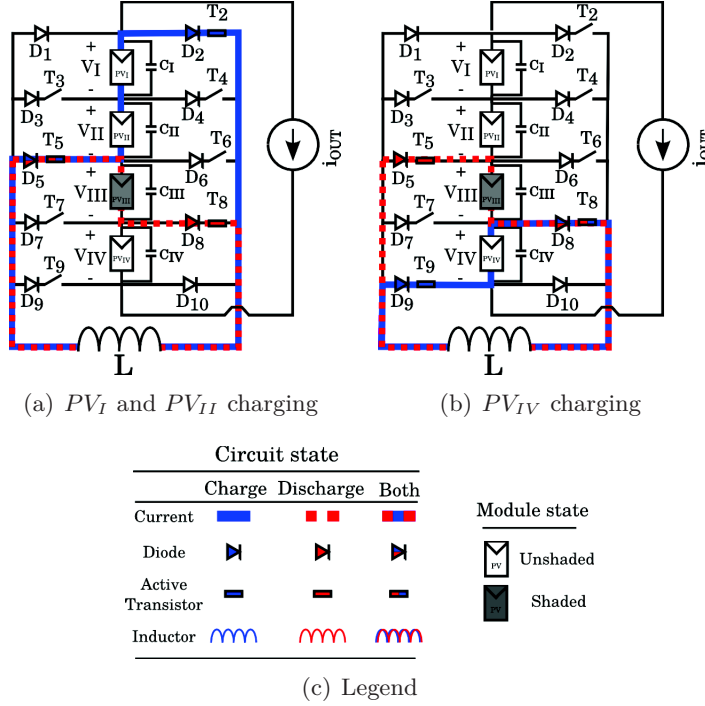 T2
D1
D2
+
VI
PVI
CI
-
T3
T4
D3
D4
+
VII
PVII
CII
-
T5
T6
D5
D6
VIII
PVIII
CIII
T7
T8
D7
D8
+
VIV
PVIV
CIV
-
T9
D9
D10
L
iOUT
T2
D1
D2
+
VI
PVI
CI
-
T3
T4
D3
D4
+
VII
PVII
CII
-
T5
T6
D5
D6
VIII
PVIII
CIII
T7
T8
D7
D8
+
VIV
PVIV
CIV
-
T9
D9
D10
L
iOUT
(a) PVI and PVII charging
(b) PVIV charging
Circuit state
Charge Discharge Both
Current
Diode
Active
Transistor
Inductor
Module state
PV Unshaded
PV Shaded
(c) Legend